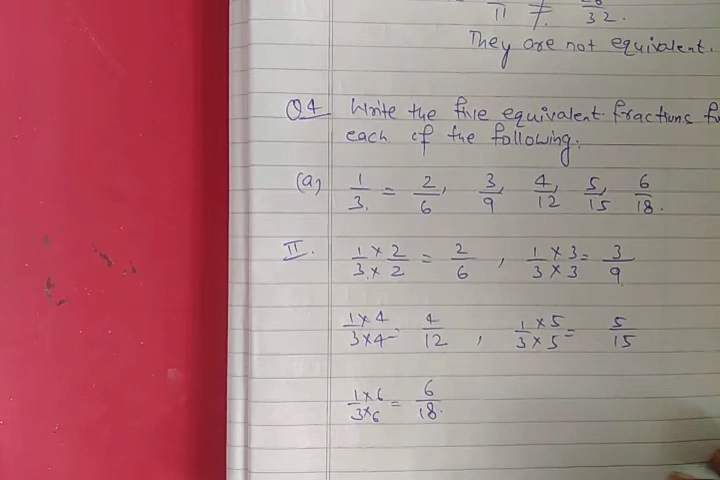 11 ≠ 32.
They are not equivalent.
Q4 Write the five equivalent fractions
each of the following:
(a) 1/3. = 2/6, 3/9, 4/12, 5/15, 6/18.
II. 1×2/3×2 = 2/6, 1×3/3×3 = 3/9.
1×4/3×4 = 4/12, 1×5/3×5 = 5/15
1×6/3×6 = 6/18.